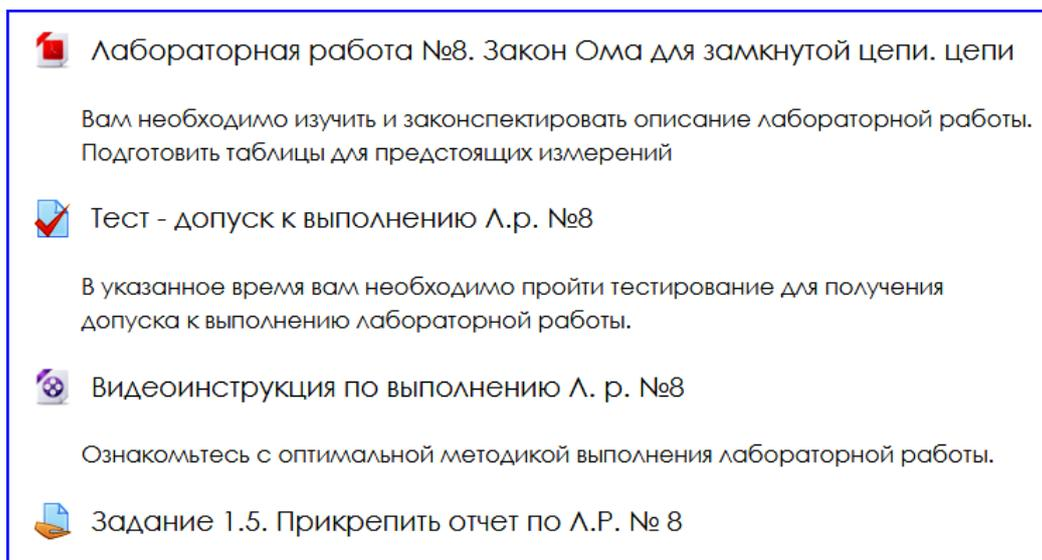 Лабораторная работа №8. Закон Ома для замкнутой цепи. цепи
Вам необходимо изучить и законспектировать описание лабораторной работы.
Подготовить таблицы для предстоящих измерений
Тест - допуск к выполнению Л.р. №8
В указанное время вам необходимо пройти тестирование для получения
допуска к выполнению лабораторной работы.
Видеоинструкция по выполнению Л. р. №8
Ознакомьтесь с оптимальной методикой выполнения лабораторной работы.
Задание 1.5. Прикрепить отчет по Л.Р. № 8